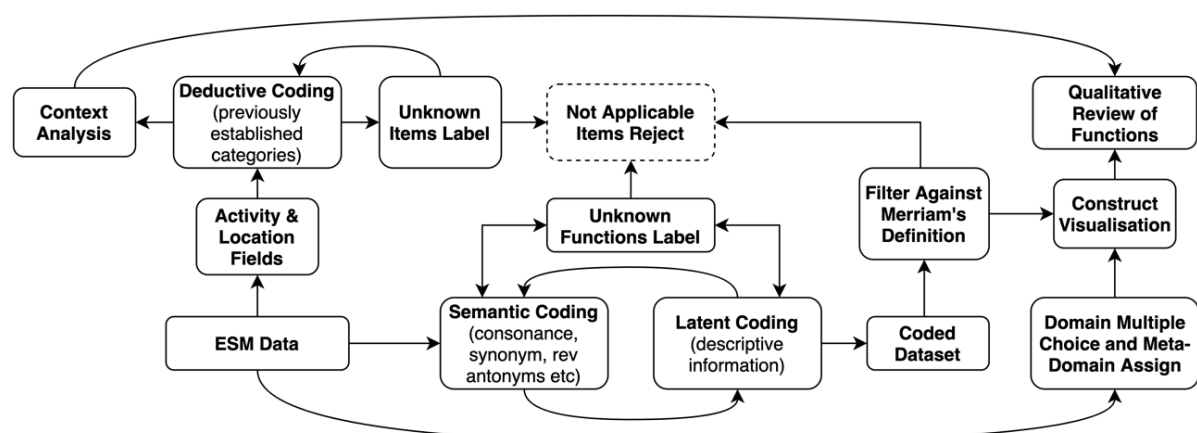 Context
Analysis
Deductive Coding
(previously
established
categories)
Unknown
Items Label
Not Applicable
Items Reject
Qualitative
Review of
Functions
Activity &
Location
Fields
Unknown
Functions Label
Filter Against
Merriam's
Definition
Construct
Visualisation
ESM Data
Semantic Coding
(consonance,
synonym, rev
antonyms etc)
Latent Coding
(descriptive
information)
Coded
Dataset
Domain Multiple
Choice and Meta-
Domain Assign